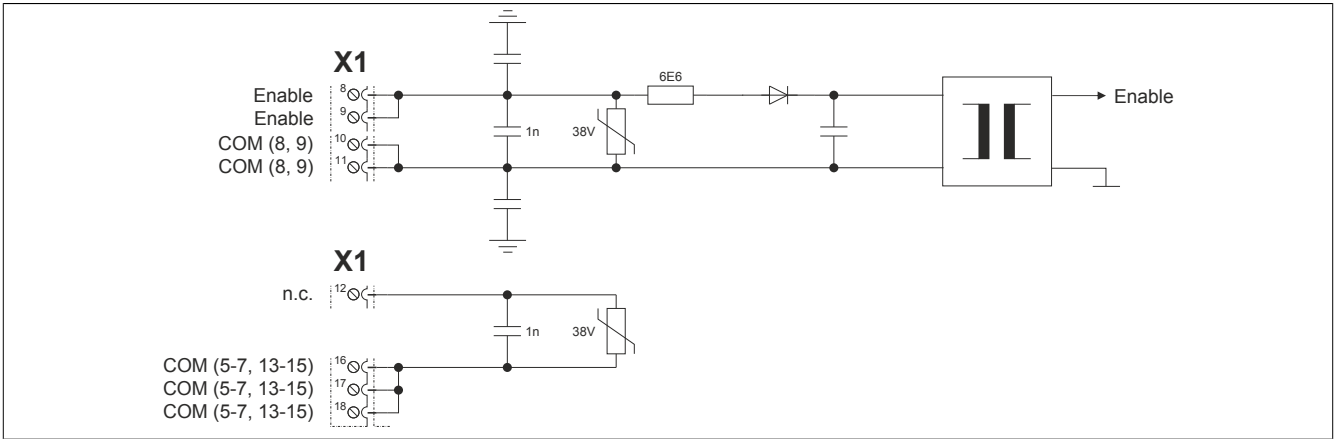 X1
8
Enable
9
Enable
10
COM (8, 9)
11
COM (8, 9)
1n
38V
6E6
Enable
X1
12
n.c.
1n
38V
16
COM (5-7, 13-15)
17
COM (5-7, 13-15)
18
COM (5-7, 13-15)